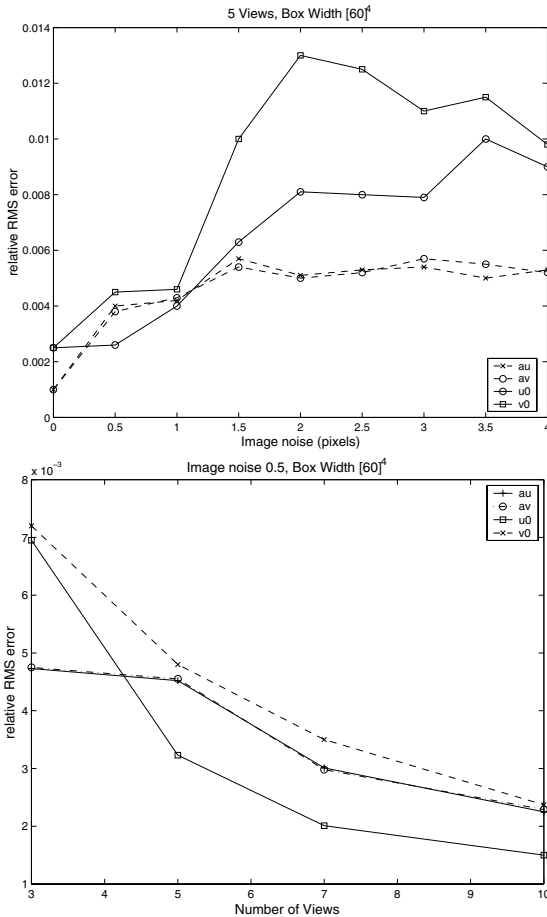 5 Views, Box Width [60]⁴
0.014
0.012
0.01
0.008
0.006
0.004
0.002
0
relative RMS error
0 0.5 1 1.5 2 2.5 3 3.5 4
Image noise (pixels)
au
av
u0
v0
Image noise 0.5, Box Width [60]⁴
x 10⁻³
8
7
6
5
4
3
2
1
relative RMS error
3 4 5 6 7 8 9 10
Number of Views
au
av
u0
v0